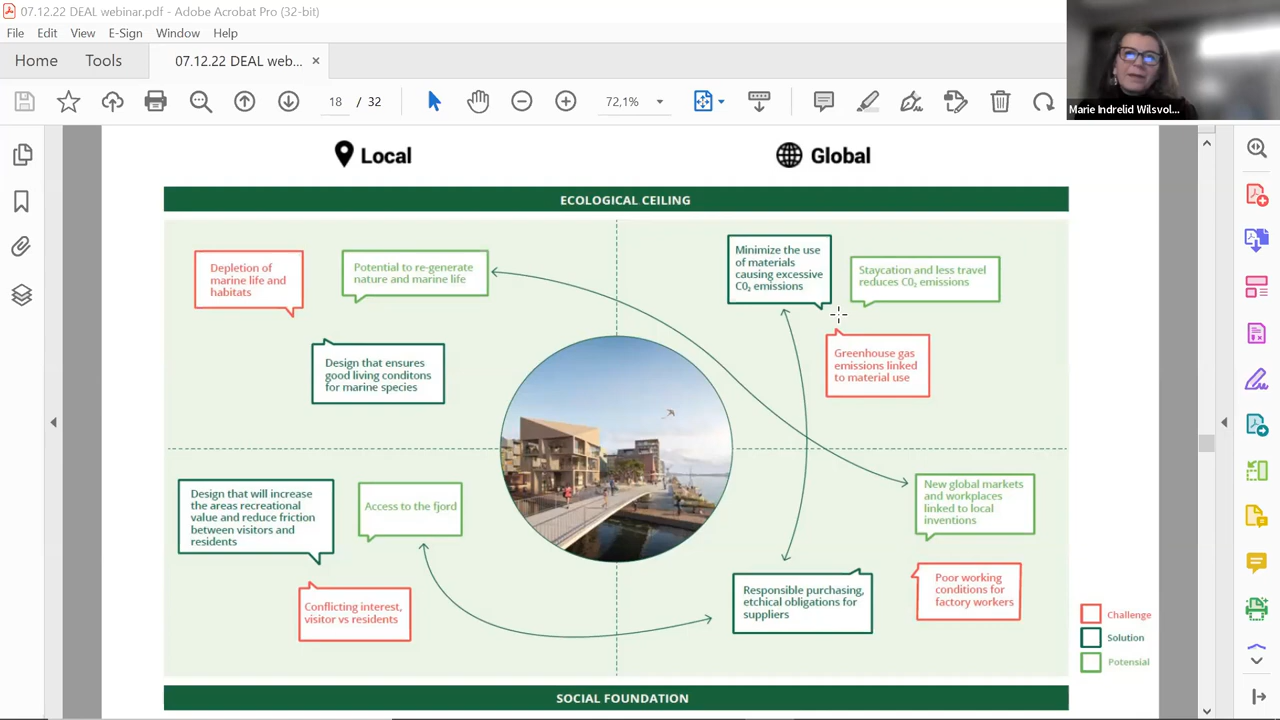 07.12.22 DEAL webinar.pdf - Adobe Acrobat Pro (32-bit)
File Edit View E-Sign Window Help
Home Tools 07.12.22 DEAL web... ×
18 / 32 72,1%
Marie Indrelid Wilsvol...
Local
Global
ECOLOGICAL CEILING
Depletion of
marine life and
habitats
Potential to re-generate
nature and marine life
Design that ensures
good living conditons
for marine species
Minimize the use
of materials
causing excessive
C0₂ emissions
Staycation and less travel
reduces C0₂ emissions
Greenhouse gas
emissions linked
to material use
Design that will increase
the areas recreational
value and reduce friction
between visitors and
residents
Access to the fjord
Conflicting interest,
visitor vs residents
New global markets
and workplaces
linked to local
inventions
Responsible purchasing,
etchical obligations for
suppliers
Poor working
conditions for
factory workers
Challenge
Solution
Potensial
SOCIAL FOUNDATION